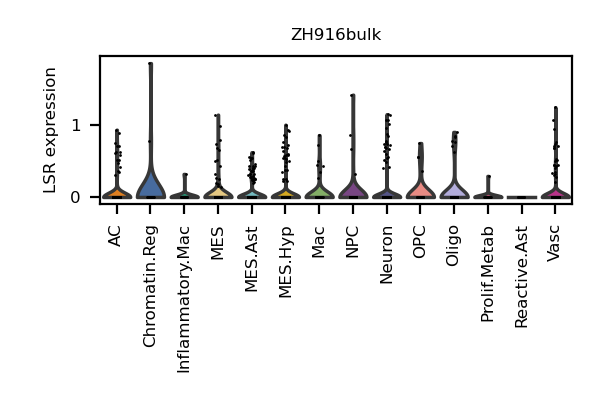 ZH916bulk
LSR expression
1
0
AC
Chromatin.Reg
Inflammatory.Mac
MES
MES.Ast
MES.Hyp
Mac
NPC
Neuron
OPC
Oligo
Prolif.Metab
Reactive.Ast
Vasc